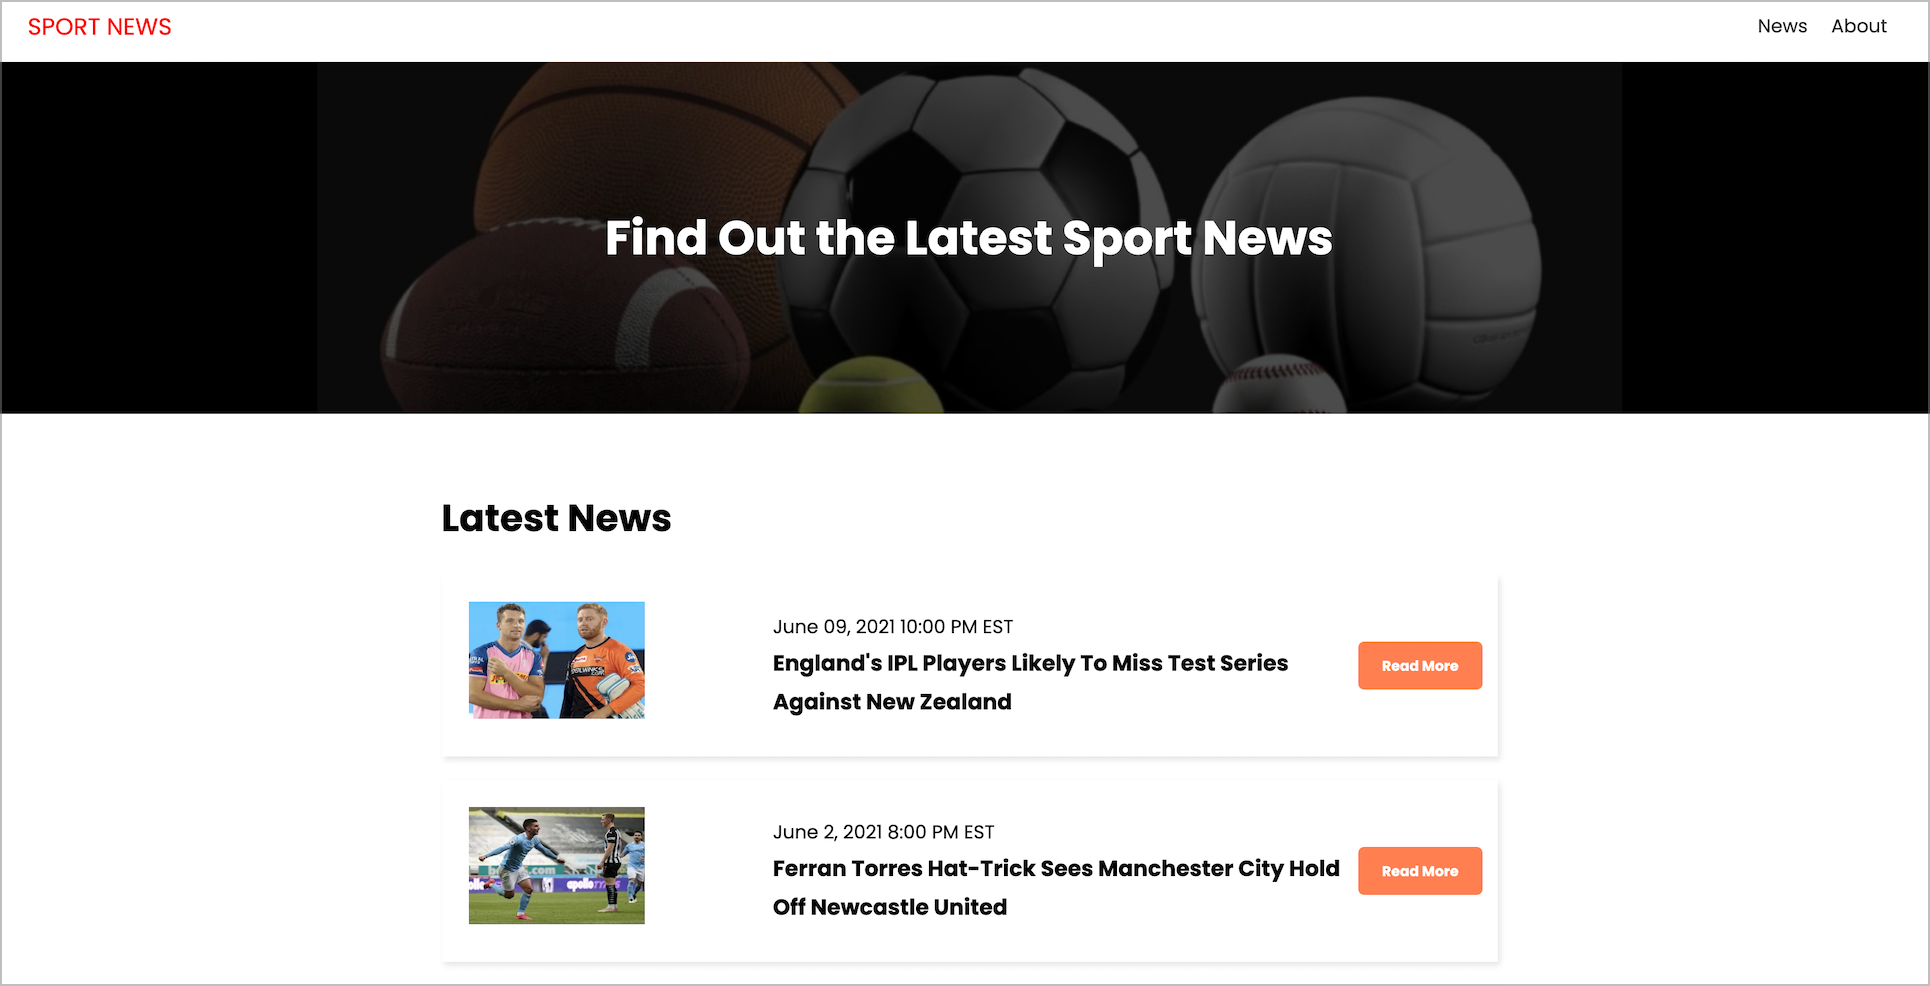 SPORT NEWS
News About
Find Out the Latest Sport News
Latest News
June 09, 2021 10:00 PM EST
England's IPL Players Likely To Miss Test Series
Against New Zealand
Read More
June 2, 2021 8:00 PM EST
Ferran Torres Hat-Trick Sees Manchester City Hold
Off Newcastle United
Read More